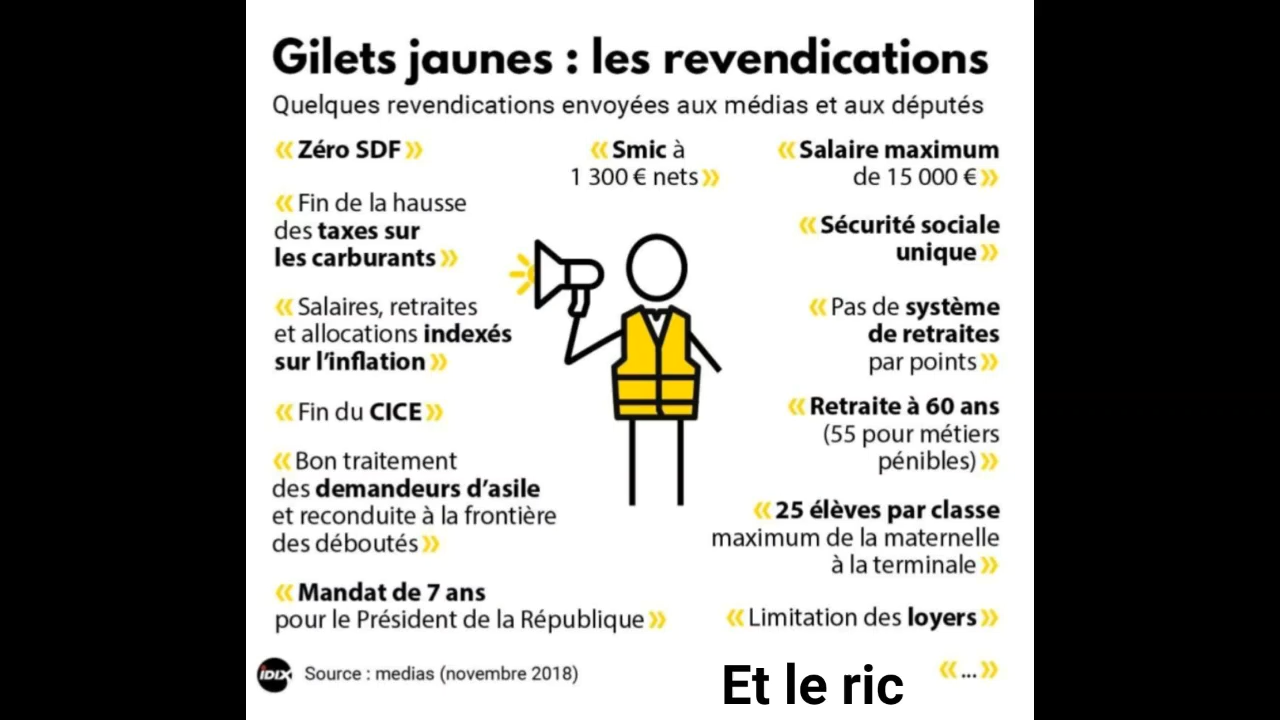 Gilets jaunes : les revendications
Quelques revendications envoyées aux médias et aux députés
« Zéro SDF »
« Fin de la hausse
des taxes sur
les carburants »
« Salaires, retraites
et allocations indexés
sur l'inflation »
« Fin du CICE »
« Bon traitement
des demandeurs d'asile
et reconduite à la frontière
des déboutés »
« Mandat de 7 ans
pour le Président de la République »
« Smic à
1 300 € nets »
« Salaire maximum
de 15 000 € »
« Sécurité sociale
unique »
« Pas de système
de retraites
par points »
« Retraite à 60 ans
(55 pour métiers
pénibles) »
« 25 élèves par classe
maximum de la maternelle
à la terminale »
« Limitation des loyers »
« ... »
IDIX
Source : medias (novembre 2018)
Et le ric